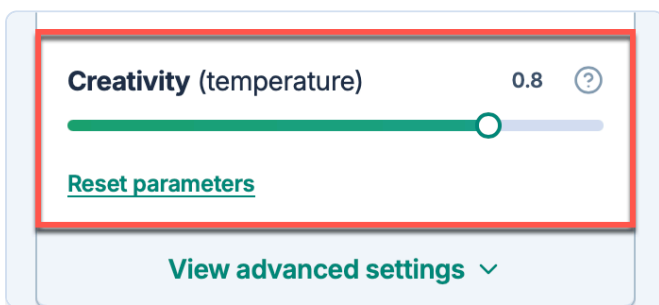 Creativity (temperature) 0.8 ?
Reset parameters
View advanced settings